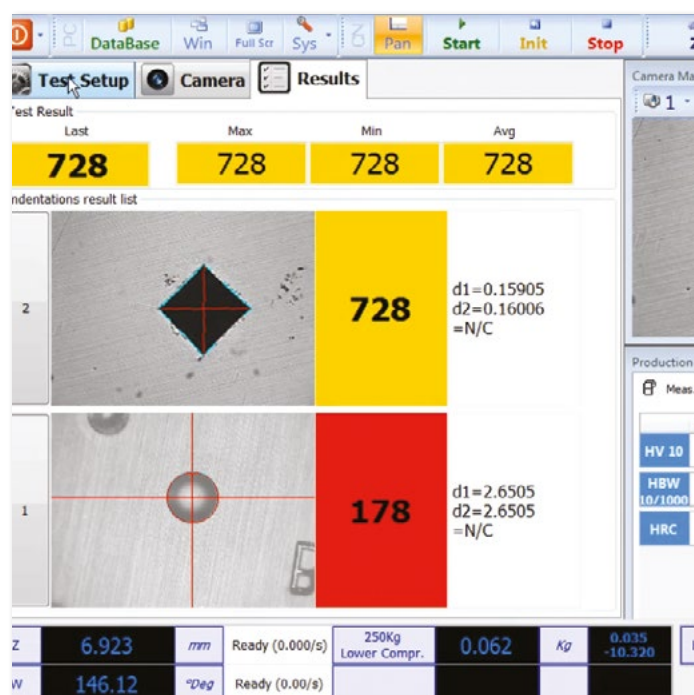 DataBase Win Full Scr Sys Pan Start Init Stop
PC
Test Setup Camera Results
Camera Ma
1
Test Result
Last Max Min Avg
728 728 728 728
ndentations result list
2
728
d1=0.15905
d2=0.16006
=N/C
1
178
d1=2.6505
d2=2.6505
=N/C
Production
Meas
HV 10
HBW
10/1000
HRC
Z 6.923 mm Ready (0.000/s) 250Kg
Lower Compr. 0.062 Kg 0.035
-10.320
W 146.12 °Deg Ready (0.00/s)